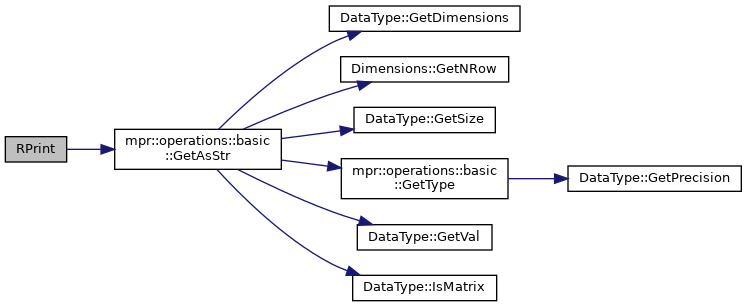 RPrint
mpr::operations::basic
::GetAsStr
DataType::GetDimensions
Dimensions::GetNRow
DataType::GetSize
mpr::operations::basic
::GetType
DataType::GetPrecision
DataType::GetVal
DataType::IsMatrix